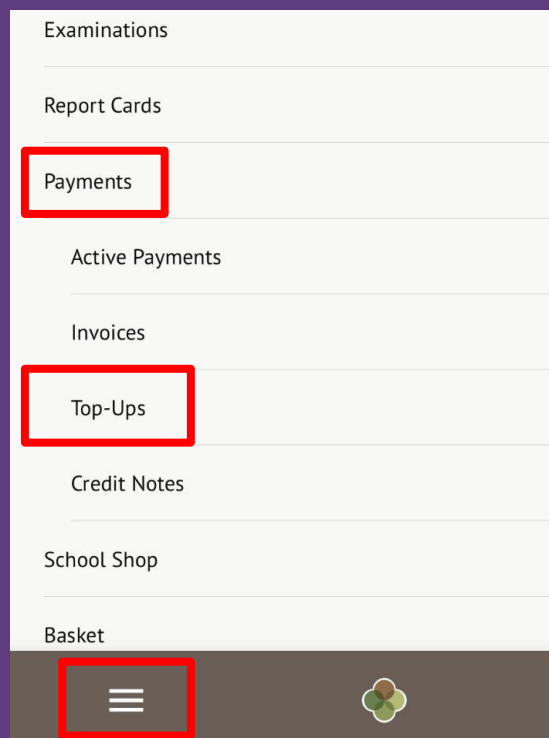 Examinations
Report Cards
Payments
Active Payments
Invoices
Top-Ups
Credit Notes
School Shop
Basket